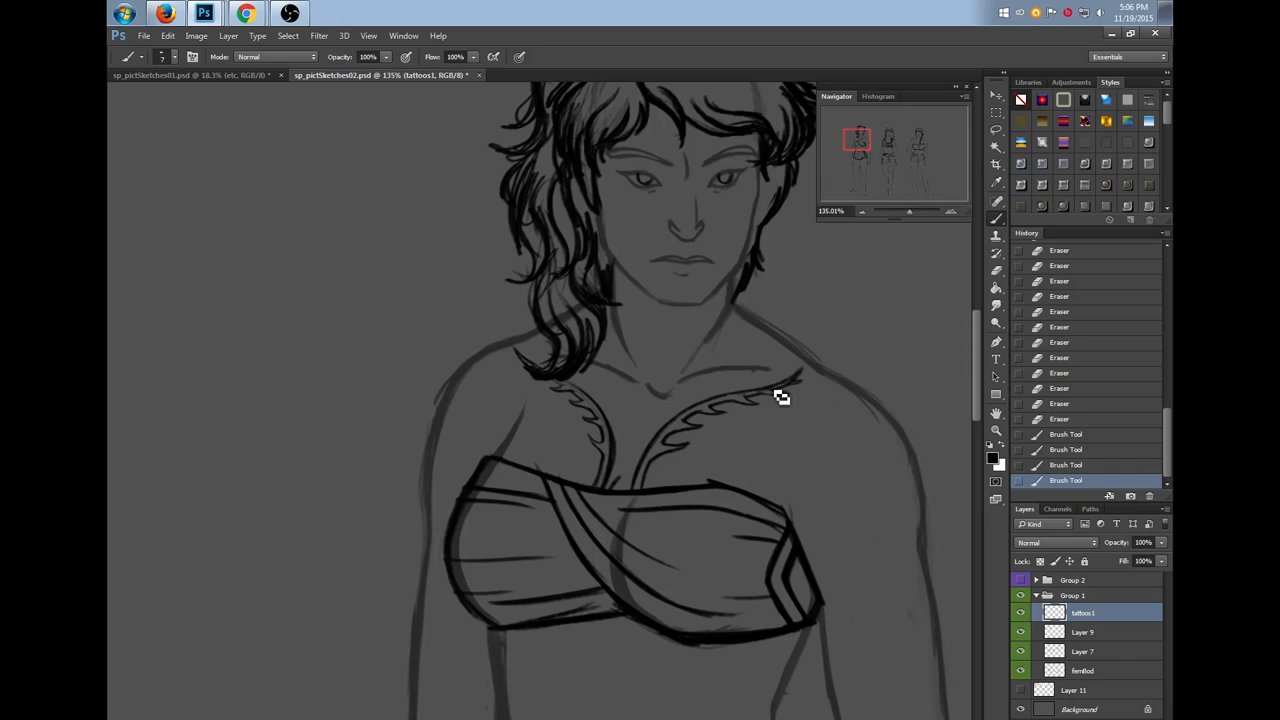 5:06 PM
11/19/2015
Ps
Ps File Edit Image Layer Type Select Filter 3D View Window Help
7 Mode: Normal Opacity: 100% Flow: 100% Essentials
sp_pictSketches01.psd @ 18.3% (etc, RGB/8) * × sp_pictSketches02.psd @ 135% (tattoos1, RGB/8) * ×
Navigator Histogram
135.01%
Libraries Adjustments Styles
History
Eraser
Eraser
Eraser
Eraser
Eraser
Eraser
Eraser
Eraser
Eraser
Eraser
Eraser
Eraser
Brush Tool
Brush Tool
Brush Tool
Brush Tool
Layers Channels Paths
Kind
Normal Opacity: 100%
Lock: Fill: 100%
Group 2
Group 1
tattoos1
Layer 9
Layer 7
femBod
Layer 11
Background